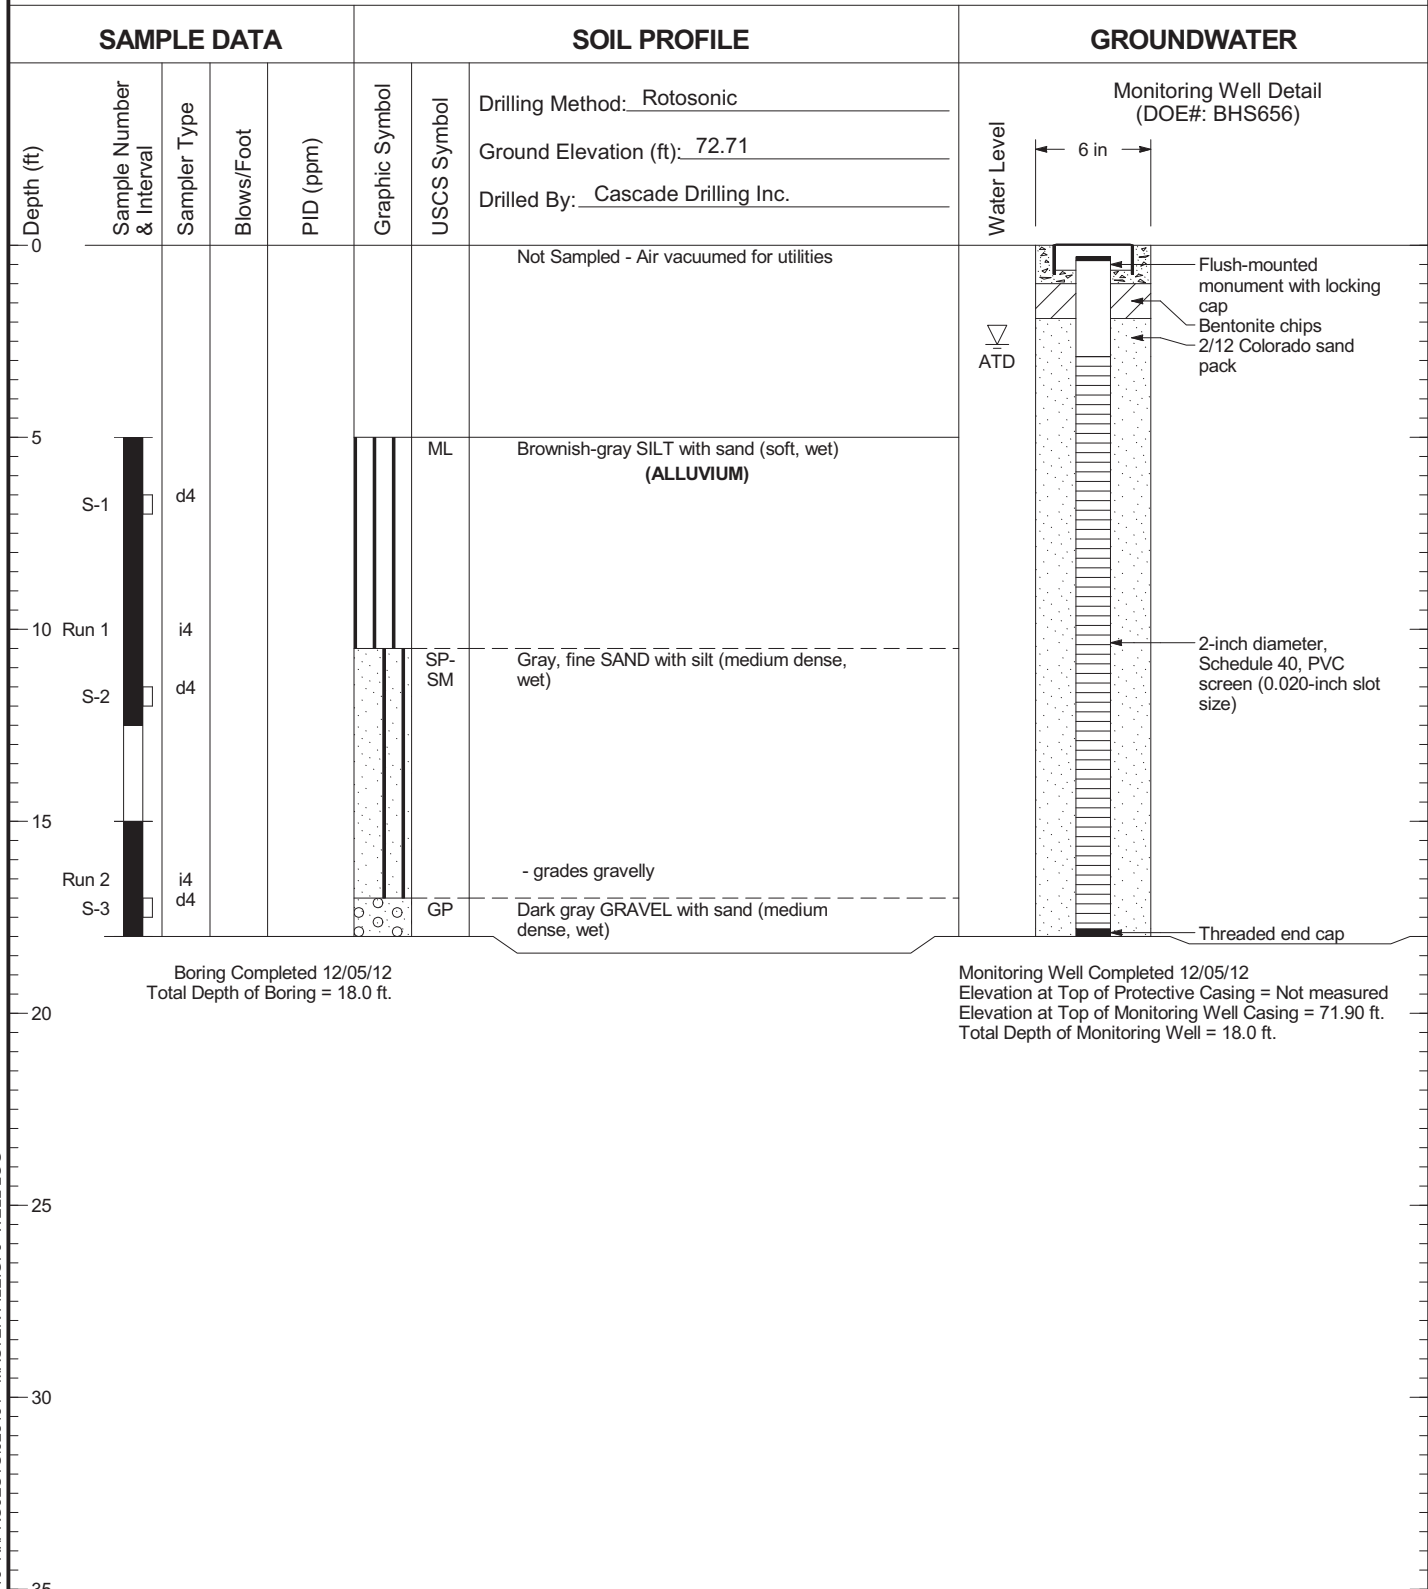 SAMPLE DATA
SOIL PROFILE
GROUNDWATER
Depth (ft)
Sample Number
& Interval
Sampler Type
Blows/Foot
PID (ppm)
Graphic Symbol
USCS Symbol
Drilling Method: Rotosonic
Ground Elevation (ft): 72.71
Drilled By: Cascade Drilling Inc.
Water Level
Monitoring Well Detail
(DOE#: BHS656)
6 in
0
Not Sampled - Air vacuumed for utilities
Flush-mounted
monument with locking
cap
Bentonite chips
2/12 Colorado sand
pack
ATD
5
ML
Brownish-gray SILT with sand (soft, wet)
(ALLUVIUM)
S-1
d4
10
Run 1
i4
2-inch diameter,
Schedule 40, PVC
screen (0.020-inch slot
size)
SP-
SM
Gray, fine SAND with silt (medium dense,
wet)
S-2
d4
15
- grades gravelly
Run 2
i4
S-3
d4
GP
Dark gray GRAVEL with sand (medium
dense, wet)
Threaded end cap
Boring Completed 12/05/12
Total Depth of Boring = 18.0 ft.
Monitoring Well Completed 12/05/12
Elevation at Top of Protective Casing = Not measured
Elevation at Top of Monitoring Well Casing = 71.90 ft.
Total Depth of Monitoring Well = 18.0 ft.
20
25
30
35